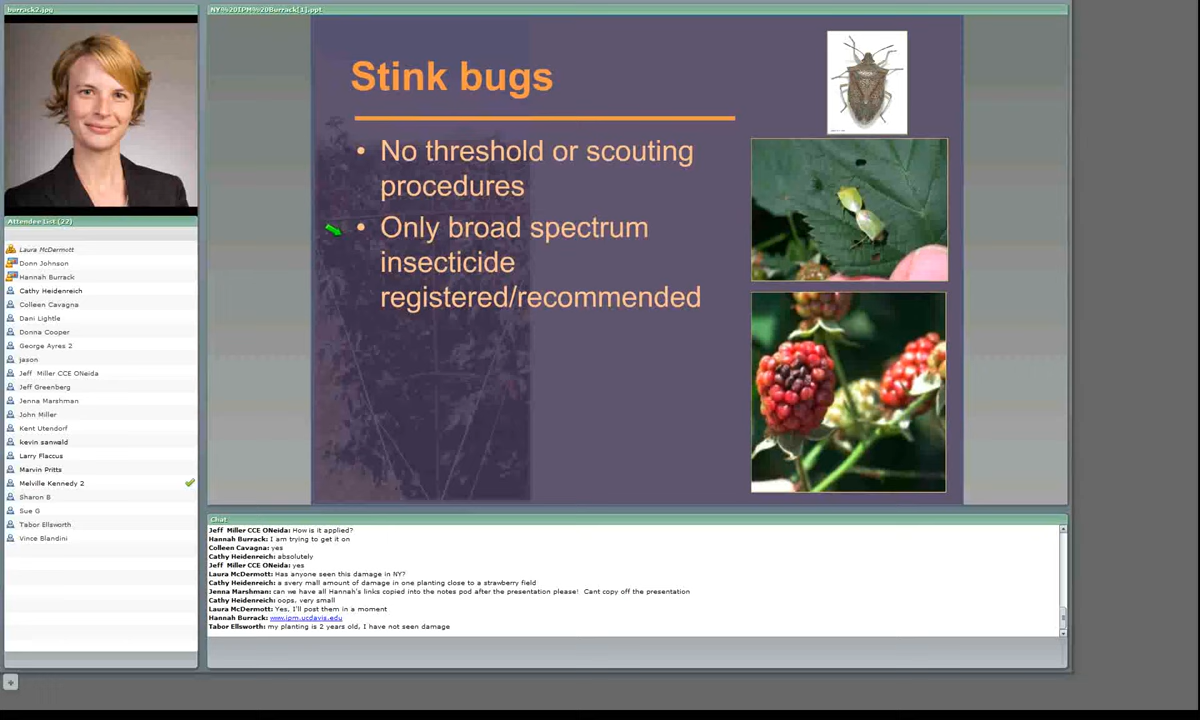 burrack2.jpg
NY%20IPM%20Burrack[1].ppt
Stink bugs
• No threshold or scouting
procedures
• Only broad spectrum
insecticide
registered/recommended
Attendee List (22)
Laura McDermott
Donn Johnson
Hannah Burrack
Cathy Heidenreich
Colleen Cavagna
Dani Lightle
Donna Cooper
George Ayres 2
jason
Jeff Miller CCE ONeida
Jeff Greenberg
Jenna Marshman
John Miller
Kent Utendorf
kevin sanwald
Larry Flaccus
Marvin Pritts
Melville Kennedy 2
Sharon B
Sue G
Tabor Ellsworth
Vince Blandini
Chat
Jeff Miller CCE ONeida: How is it applied?
Hannah Burrack: I am trying to get it on
Colleen Cavagna: yes
Cathy Heidenreich: absolutely
Jeff Miller CCE ONeida: yes
Laura McDermott: Has anyone seen this damage in NY?
Cathy Heidenreich: a svery mall amount of damage in one planting close to a strawberry field
Jenna Marshman: can we have all Hannah's links copied into the notes pod after the presentation please! Cant copy off the presentation
Cathy Heidenreich: oops, very small
Laura McDermott: Yes, I'll post them in a moment
Hannah Burrack: www.ipm.ucdavis.edu
Tabor Ellsworth: my planting is 2 years old, I have not seen damage